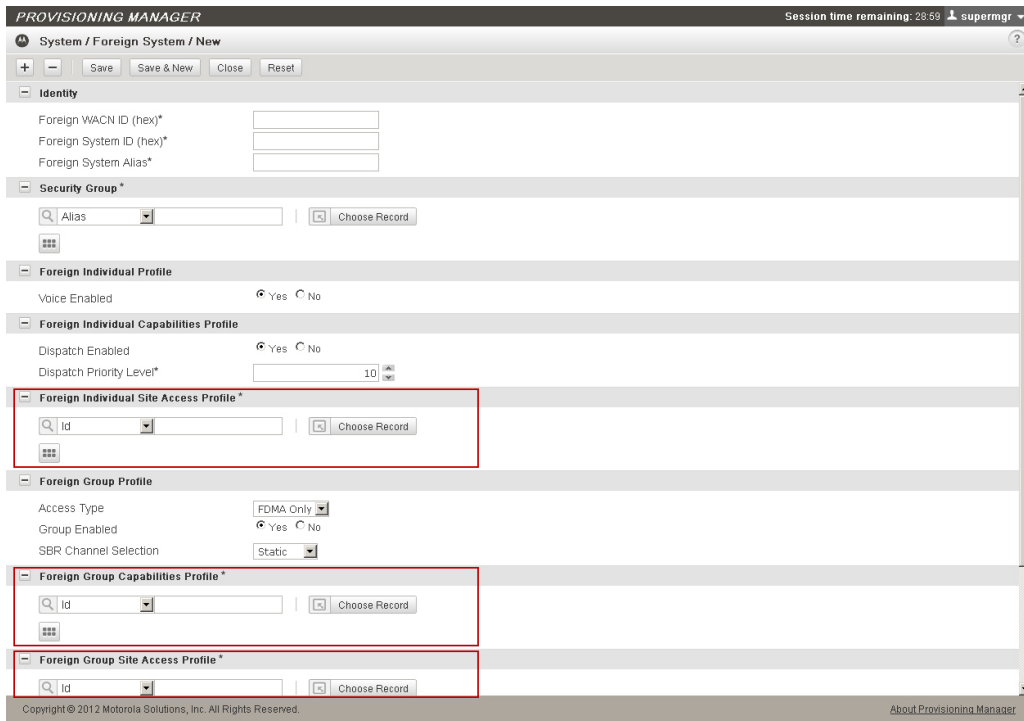 PROVISIONING MANAGER Session time remaining: 28:59 supermgr
System / Foreign System / New ?
+ − Save Save & New Close Reset
Identity
Foreign WACN ID (hex)*
Foreign System ID (hex)*
Foreign System Alias*
Security Group*
Alias Choose Record
Foreign Individual Profile
Voice Enabled Yes No
Foreign Individual Capabilities Profile
Dispatch Enabled Yes No
Dispatch Priority Level* 10
Foreign Individual Site Access Profile*
Id Choose Record
Foreign Group Profile
Access Type FDMA Only
Group Enabled Yes No
SBR Channel Selection Static
Foreign Group Capabilities Profile*
Id Choose Record
Foreign Group Site Access Profile*
Id Choose Record
Copyright © 2012 Motorola Solutions, Inc. All Rights Reserved. About Provisioning Manager